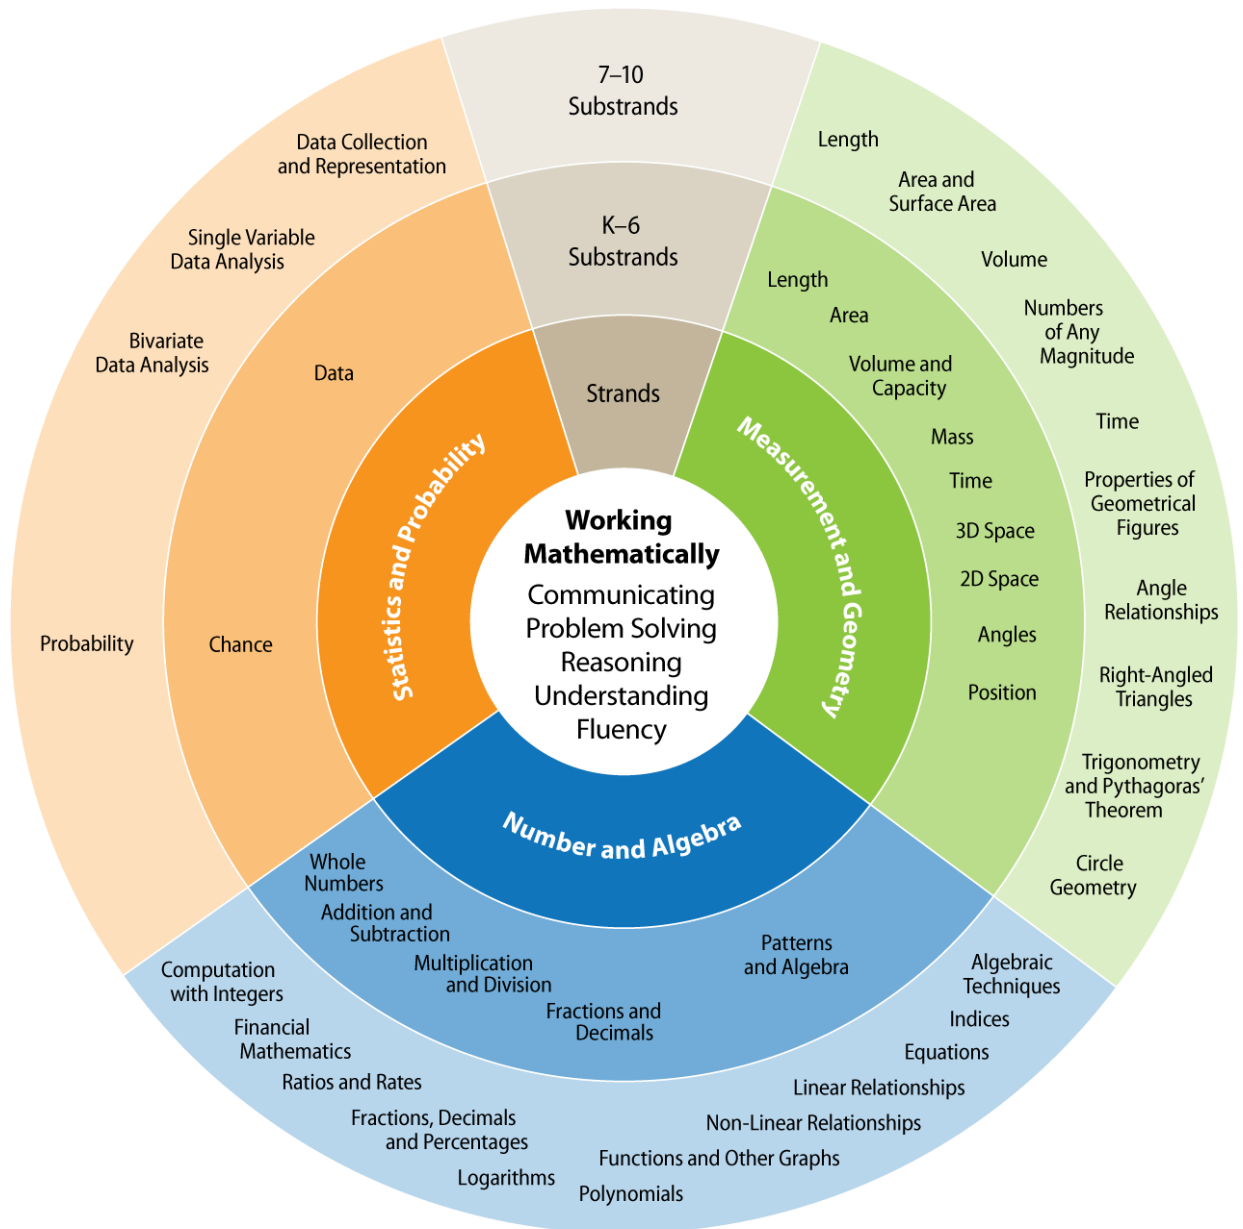 7–10
Substrands
K–6
Substrands
Strands
Working
Mathematically
Communicating
Problem Solving
Reasoning
Understanding
Fluency
Measurement and Geometry
Length
Area
Volume and
Capacity
Mass
Time
3D Space
2D Space
Angles
Position
Length
Area and
Surface Area
Volume
Numbers
of Any
Magnitude
Time
Properties of
Geometrical
Figures
Angle
Relationships
Right-Angled
Triangles
Trigonometry
and Pythagoras’
Theorem
Circle
Geometry
Number and Algebra
Whole
Numbers
Addition and
Subtraction
Multiplication
and Division
Fractions and
Decimals
Patterns
and Algebra
Computation
with Integers
Financial
Mathematics
Ratios and Rates
Fractions, Decimals
and Percentages
Logarithms
Polynomials
Functions and Other Graphs
Non-Linear Relationships
Linear Relationships
Equations
Indices
Algebraic
Techniques
Statistics and Probability
Data
Chance
Data Collection
and Representation
Single Variable
Data Analysis
Bivariate
Data Analysis
Probability